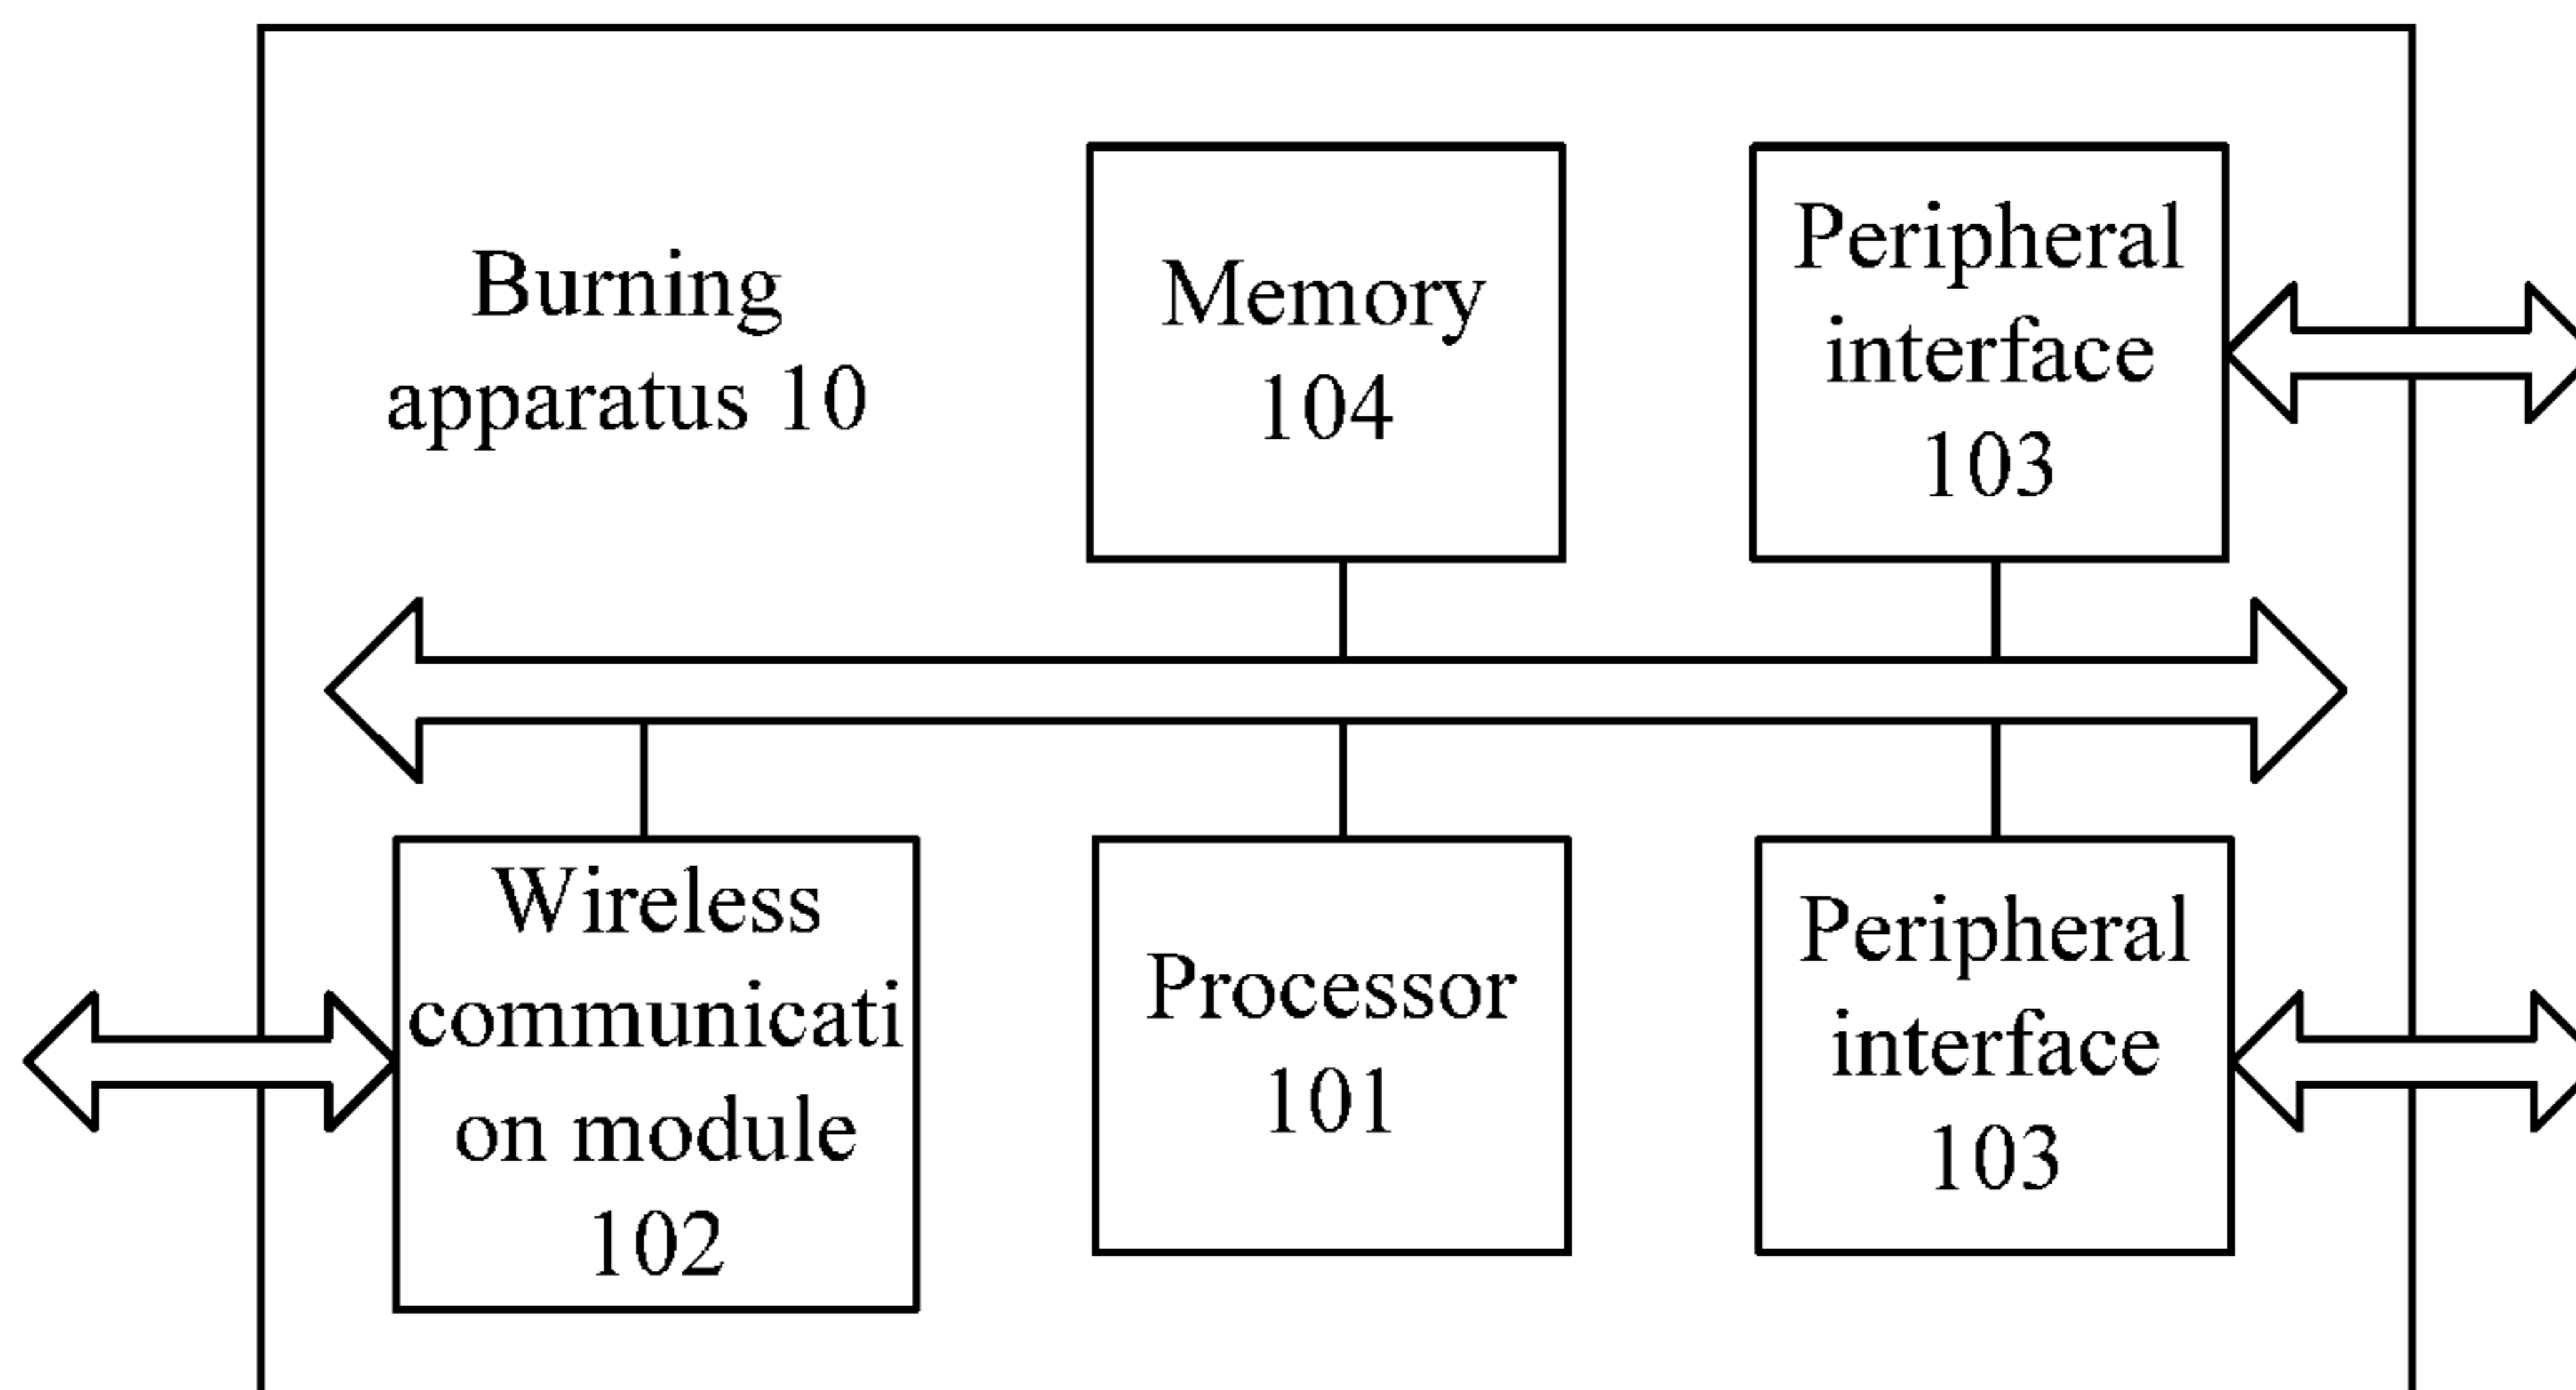 Burning
apparatus 10
Memory
104
Peripheral
interface
103
Wireless
communicati
on module
102
Processor
101
Peripheral
interface
103